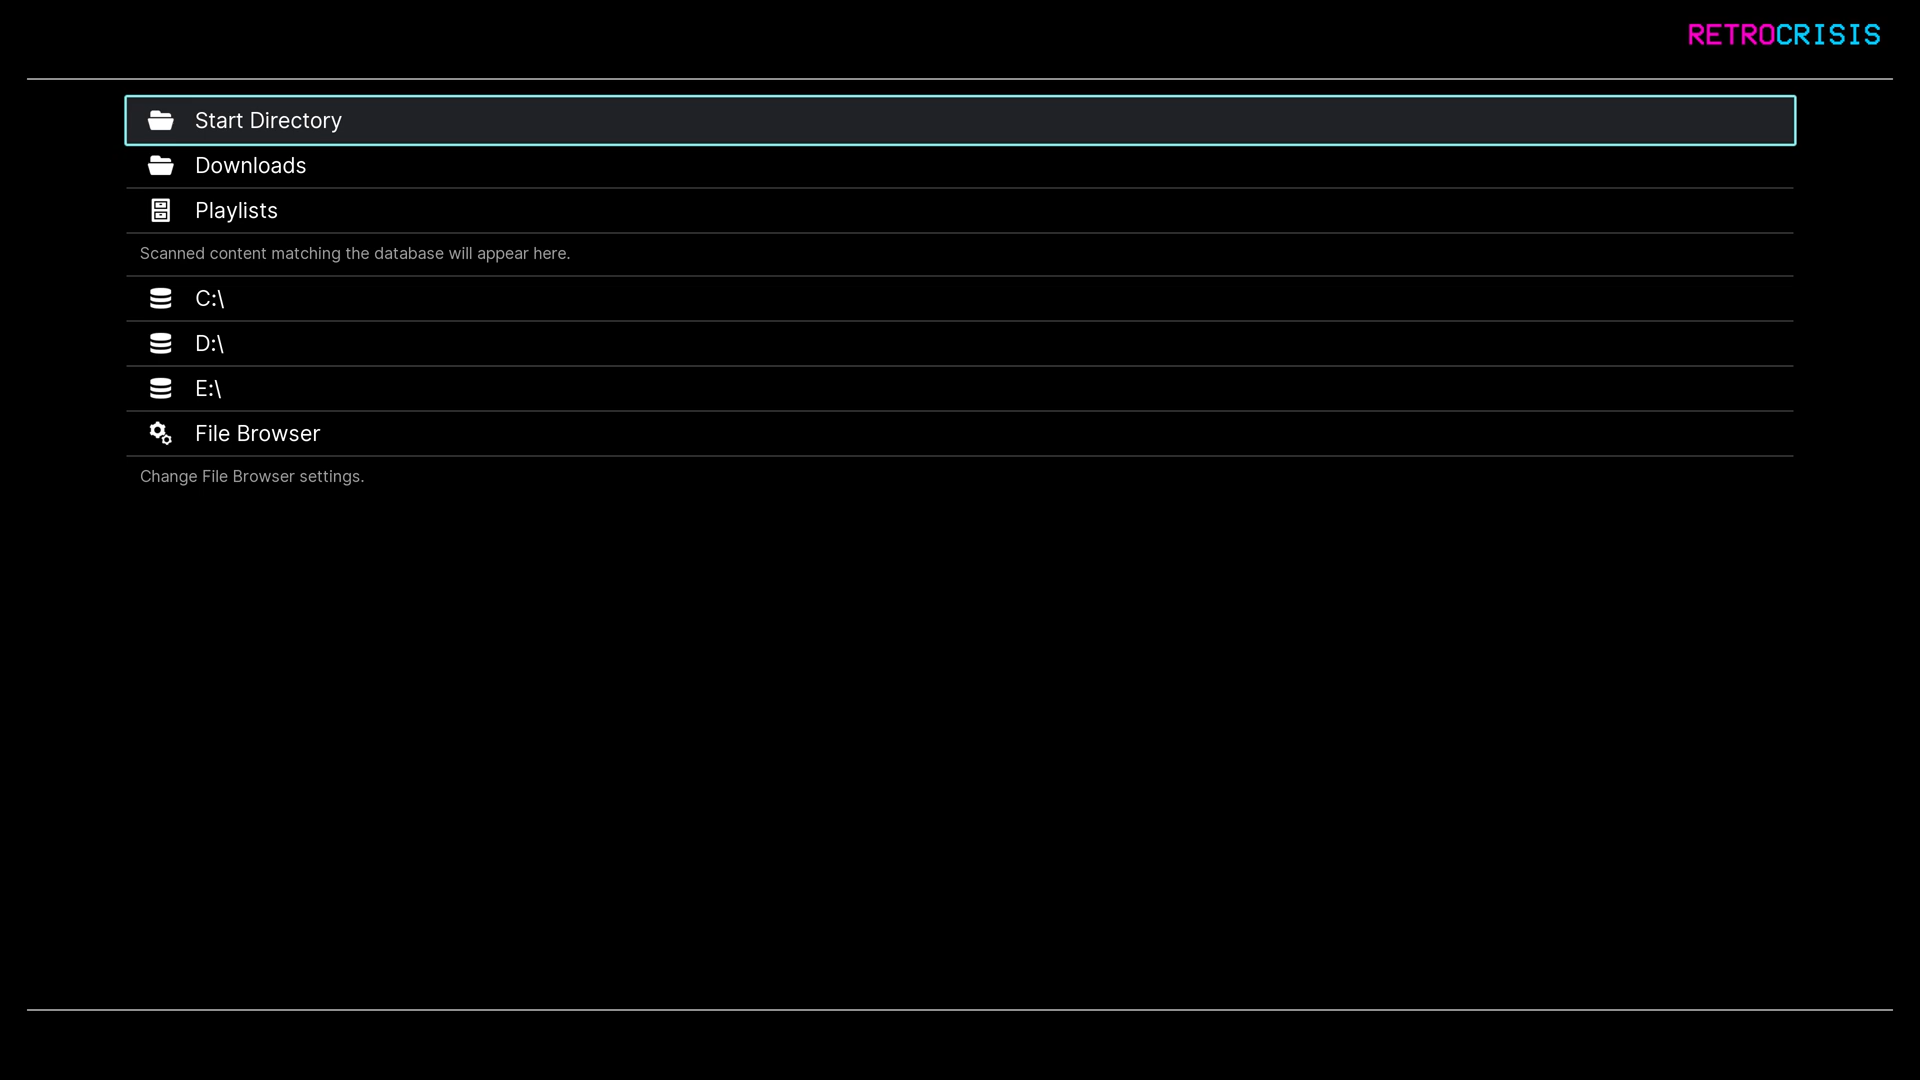 RETROCRISIS
Start Directory
Downloads
Playlists
Scanned content matching the database will appear here.
C:\
D:\
E:\
File Browser
Change File Browser settings.